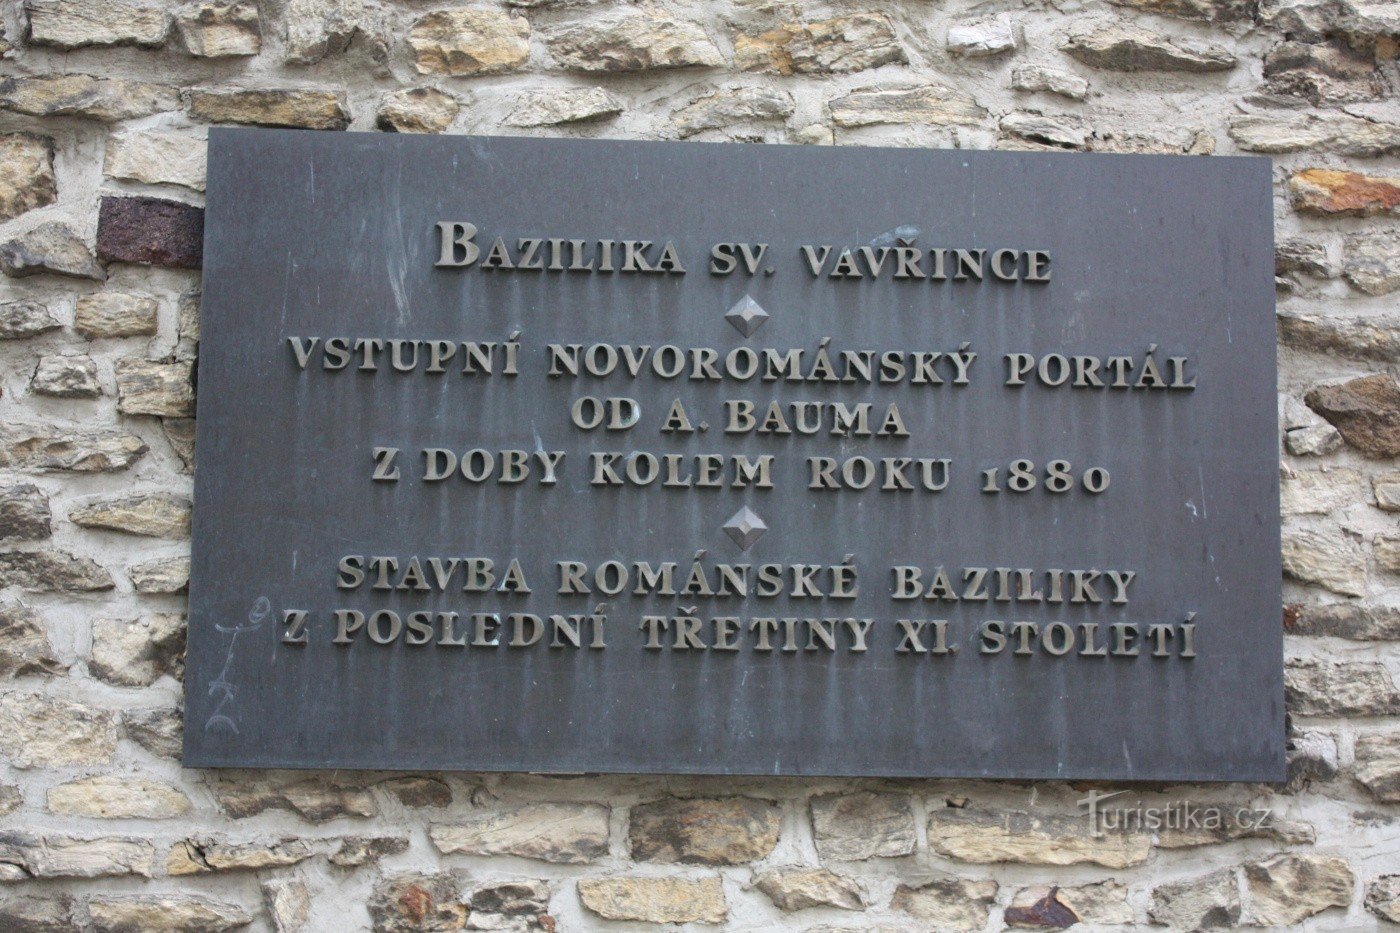 BAZILIKA SV. VAVŘINCE
VSTUPNÍ NOVOROMÁNSKÝ PORTÁL
OD A. BAUMA
Z DOBY KOLEM ROKU 1880
STAVBA ROMÁNSKÉ BAZILIKY
Z POSLEDNÍ TŘETINY XI. STOLETÍ
Turistika.cz